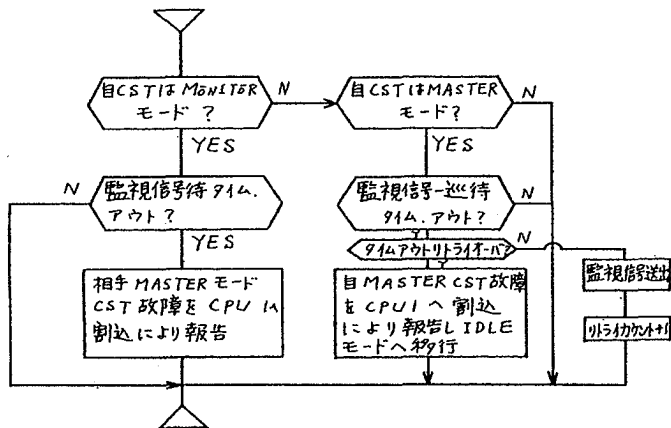 自CSTはMONITOR
モード?
N
自CSTはMASTER
モード?
N
YES
YES
N
監視信号待タイム.
アウト?
監視信号一巡待
タイム.アウト?
N
YES
Y
タイムアウトリトライオーバ?
N
Y
相手MASTERモード
CST故障をCPUへ
割込により報告
自MASTER CST故障
をCPU1へ割込
により報告しIDLE
モードへ移行
監視信号送出
リトライカウント+1